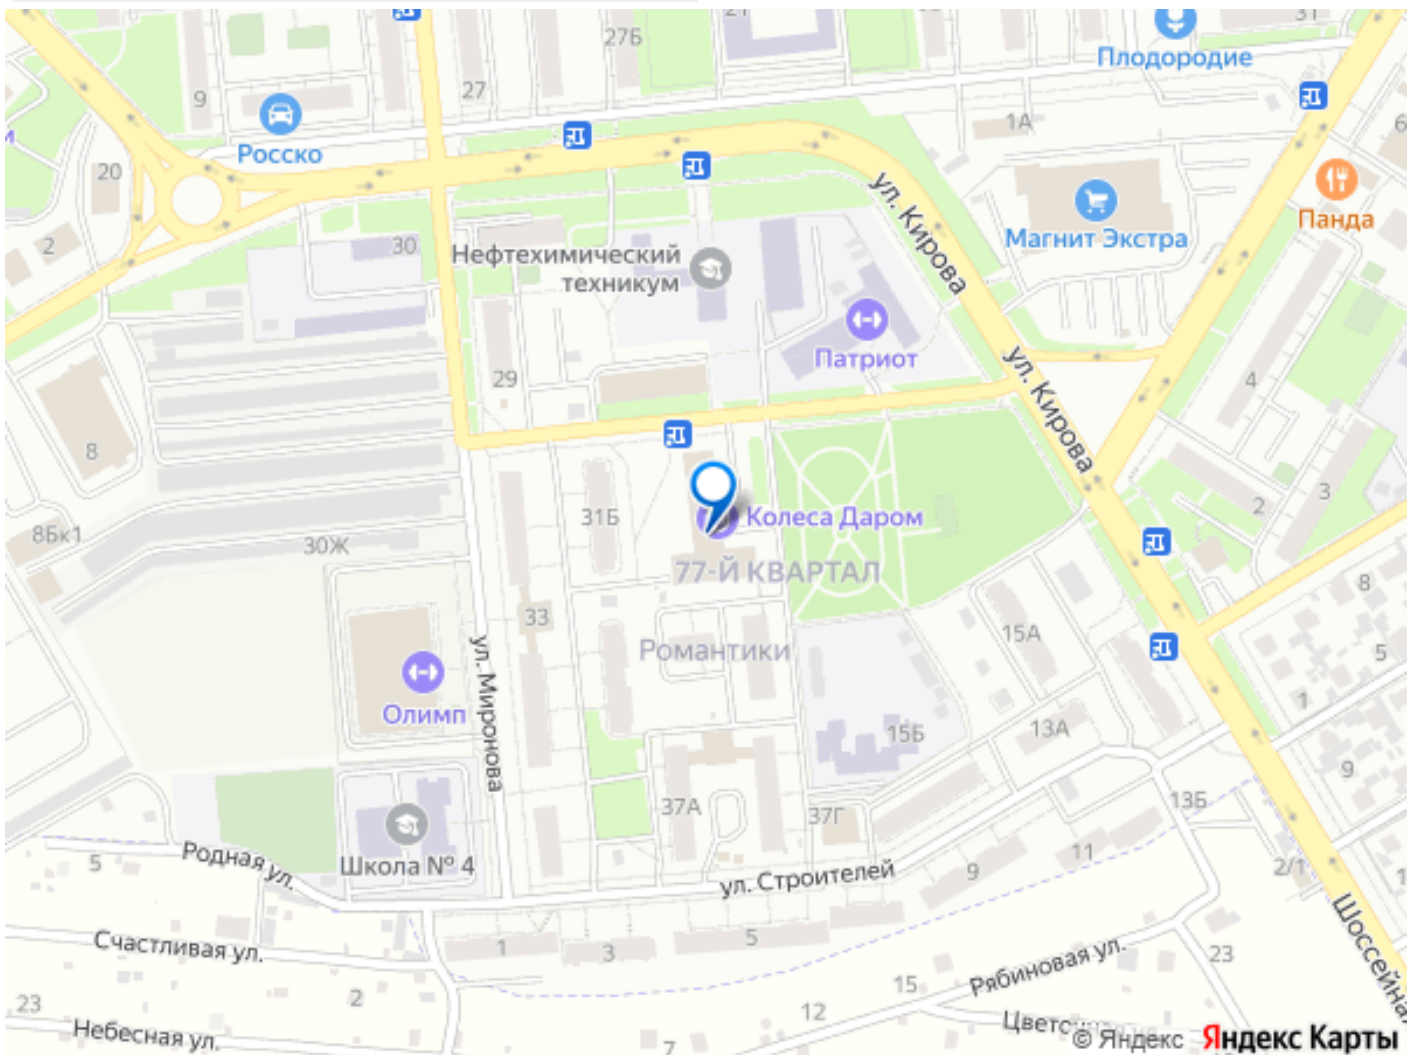 21
31
27Б
Плодородие
9
27
1А
6
Росско
20
ул. Кирова
Панда
2
30
Магнит Экстра
Нефтехимический
техникум
Патриот
29
ул. Кирова
4
8
2
3
31Б
Колеса Даром
8Бк1
30Ж
77-Й КВАРТАЛ
8
33
15А
5
Романтики
ул. Миронова
1
Олимп
15Б
13А
9
37А
37Г
13Б
Родная ул.
5
Школа № 4
11
2/1
1
ул. Строителей
9
Шоссейная
Счастливая ул.
1
3
5
Рябиновая ул.
23
15
2
23
12
Небесная ул.
7
© Яндекс Яндекс Карты